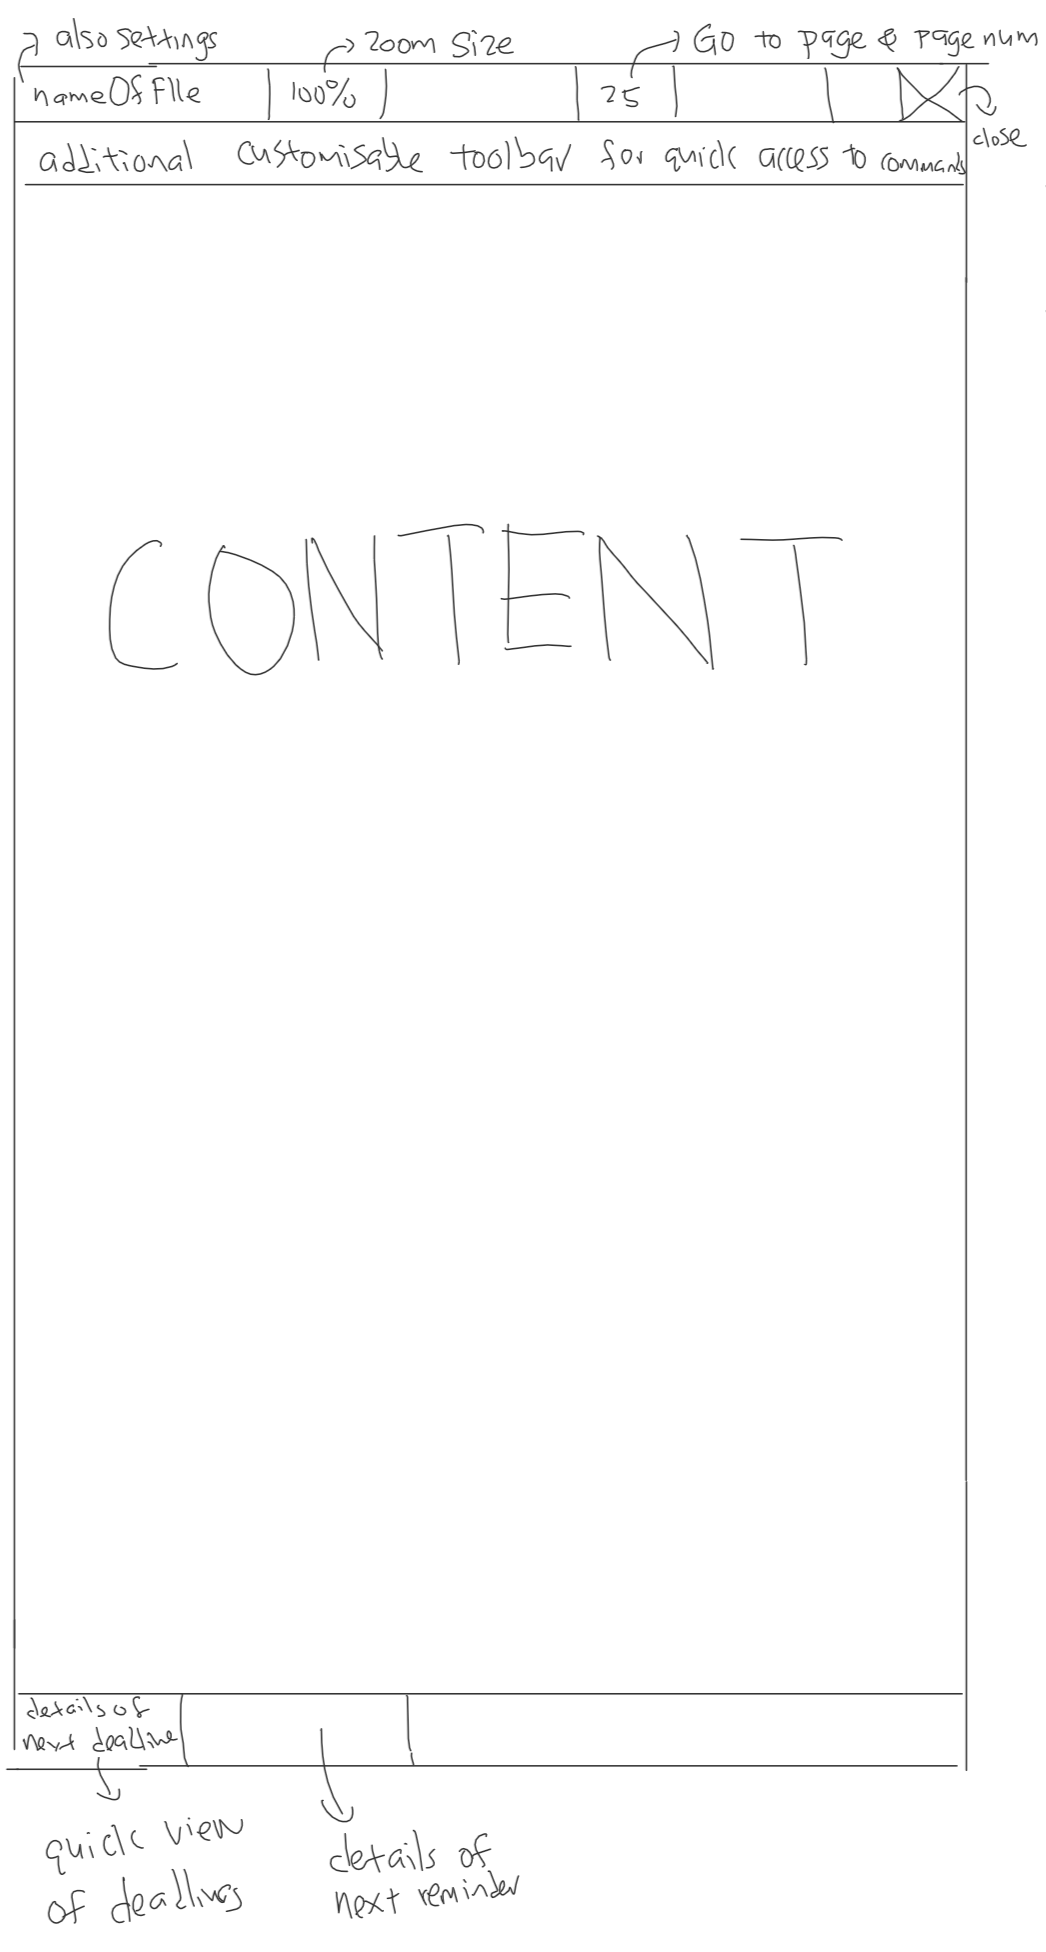 also settings
zoom size
Go to page & page num
nameOfFIle
100%
25
close
additional customisable toolbar for quick access to commands
CONTENT
details of
next deadline
quick view
of deadlines
details of
next reminder